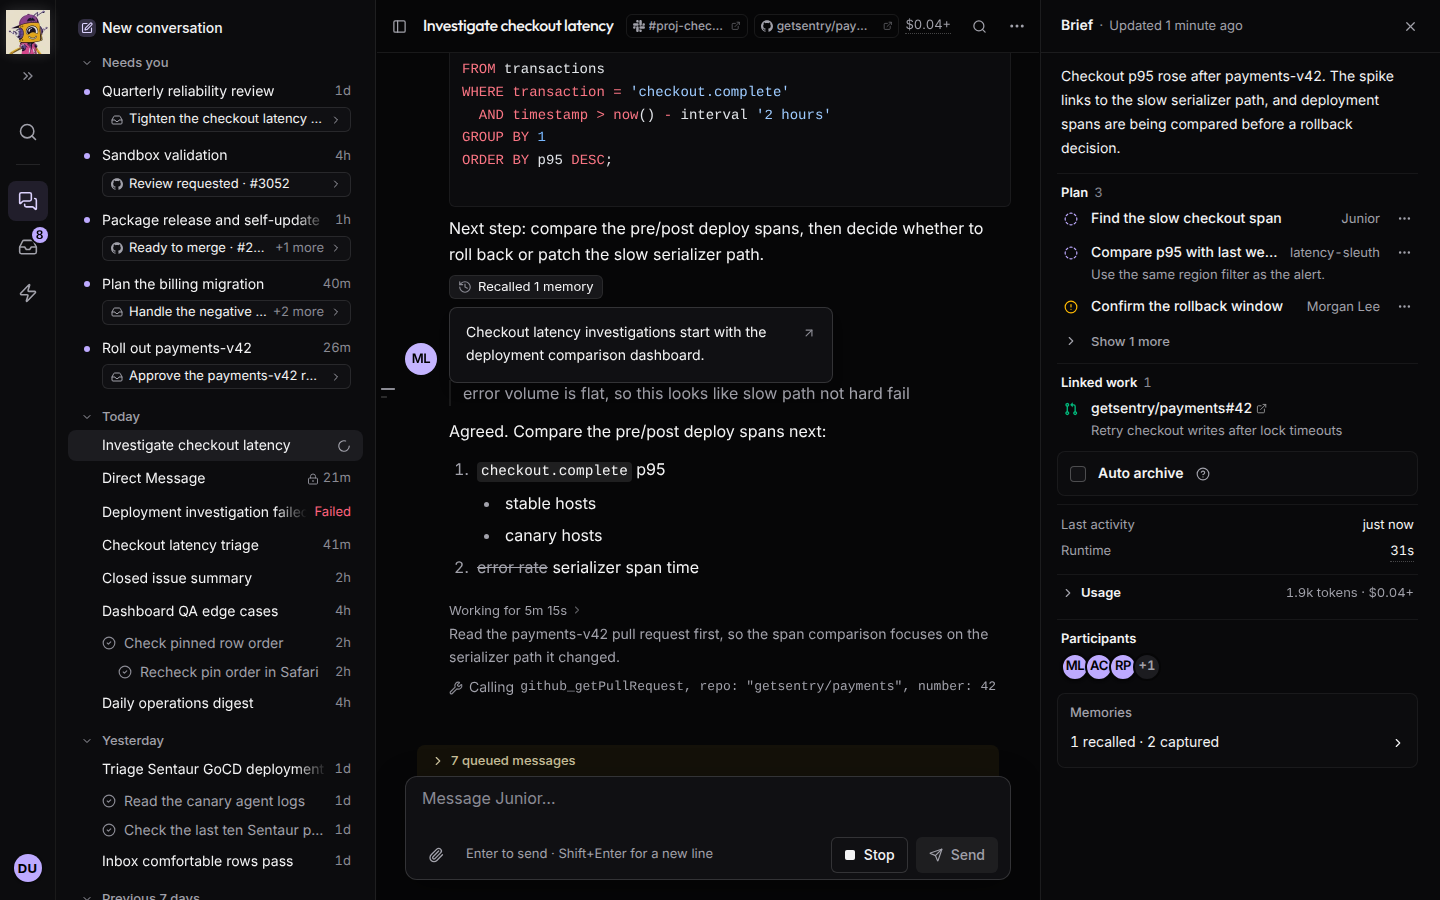 New conversation
Needs you
Quarterly reliability review 1d
Tighten the checkout latency ...
Sandbox validation 4h
Review requested · #3052
Package release and self-update 1h
Ready to merge · #2... +1 more
Plan the billing migration 40m
Handle the negative ... +2 more
Roll out payments-v42 26m
Approve the payments-v42 r...
Today
Investigate checkout latency
Direct Message 21m
Deployment investigation failed Failed
Checkout latency triage 41m
Closed issue summary 2h
Dashboard QA edge cases 4h
Check pinned row order 2h
Recheck pin order in Safari 2h
Daily operations digest 4h
Yesterday
Triage Sentaur GoCD deployment 1d
Read the canary agent logs 1d
Check the last ten Sentaur p... 1d
Inbox comfortable rows pass 1d
Previous 7 days
8
DU
Investigate checkout latency #proj-chec... getsentry/pay... $0.04+
FROM transactions
WHERE transaction = 'checkout.complete'
AND timestamp > now() - interval '2 hours'
GROUP BY 1
ORDER BY p95 DESC;
Next step: compare the pre/post deploy spans, then decide whether to
roll back or patch the slow serializer path.
Recalled 1 memory
Checkout latency investigations start with the
deployment comparison dashboard.
ML
error volume is flat, so this looks like slow path not hard fail
Agreed. Compare the pre/post deploy spans next:
1. checkout.complete p95
• stable hosts
• canary hosts
2. error rate serializer span time
Working for 5m 15s
Read the payments-v42 pull request first, so the span comparison focuses on the
serializer path it changed.
Calling github_getPullRequest, repo: "getsentry/payments", number: 42
7 queued messages
Message Junior...
Enter to send · Shift+Enter for a new line
Stop
Send
Brief · Updated 1 minute ago
Checkout p95 rose after payments-v42. The spike
links to the slow serializer path, and deployment
spans are being compared before a rollback
decision.
Plan 3
Find the slow checkout span Junior
Compare p95 with last we... latency-sleuth
Use the same region filter as the alert.
Confirm the rollback window Morgan Lee
Show 1 more
Linked work 1
getsentry/payments#42
Retry checkout writes after lock timeouts
Auto archive
Last activity just now
Runtime 31s
Usage 1.9k tokens · $0.04+
Participants
ML AC RP +1
Memories
1 recalled · 2 captured